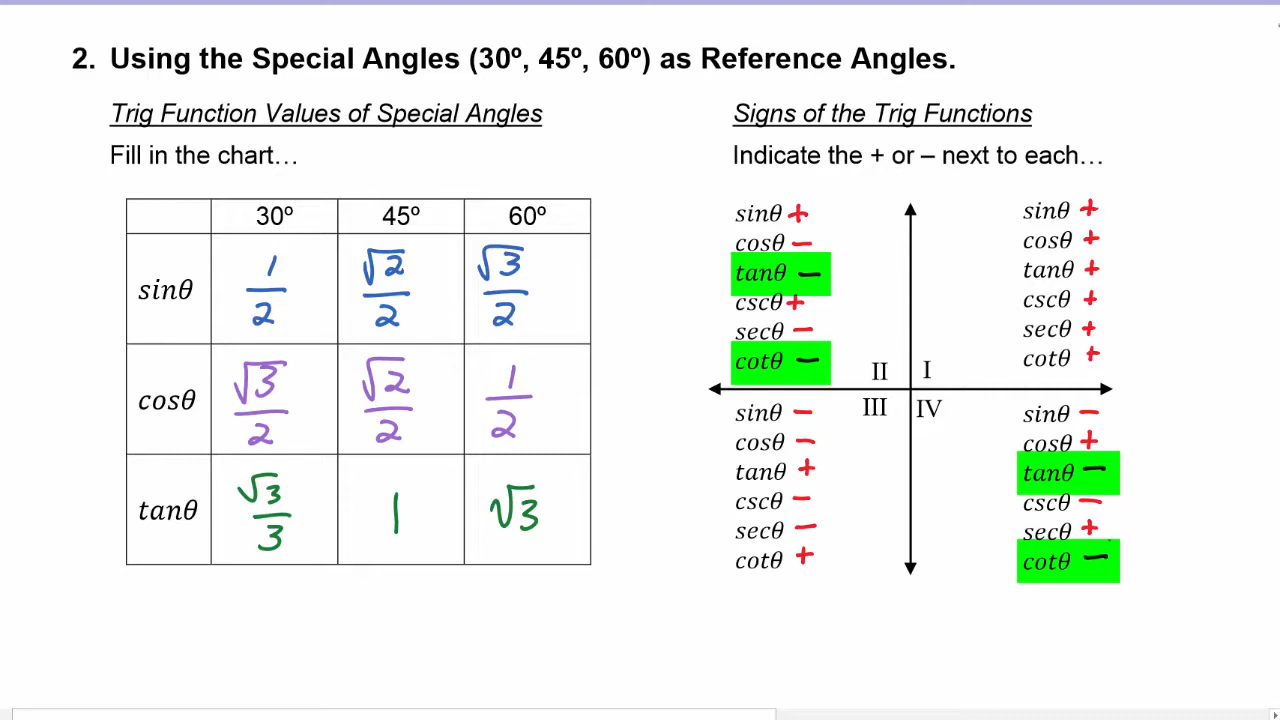 2. Using the Special Angles (30º, 45º, 60º) as Reference Angles.
Trig Function Values of Special Angles
Fill in the chart…
30º 45º 60º
sinθ 1/2 √2/2 √3/2
cosθ √3/2 √2/2 1/2
tanθ √3/3 1 √3
Signs of the Trig Functions
Indicate the + or – next to each…
sinθ +
cosθ −
tanθ −
cscθ +
secθ −
cotθ −
II
sinθ +
cosθ +
tanθ +
cscθ +
secθ +
cotθ +
I
III
sinθ −
cosθ −
tanθ +
cscθ −
secθ −
cotθ +
IV
sinθ −
cosθ +
tanθ −
cscθ −
secθ +
cotθ −